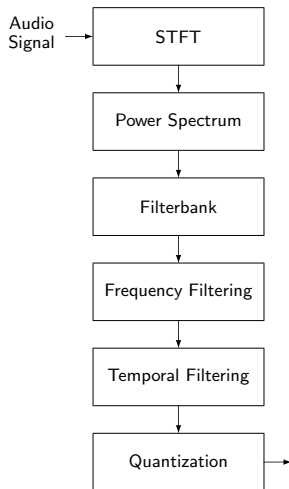 Audio
Signal
STFT
Power Spectrum
Filterbank
Frequency Filtering
Temporal Filtering
Quantization